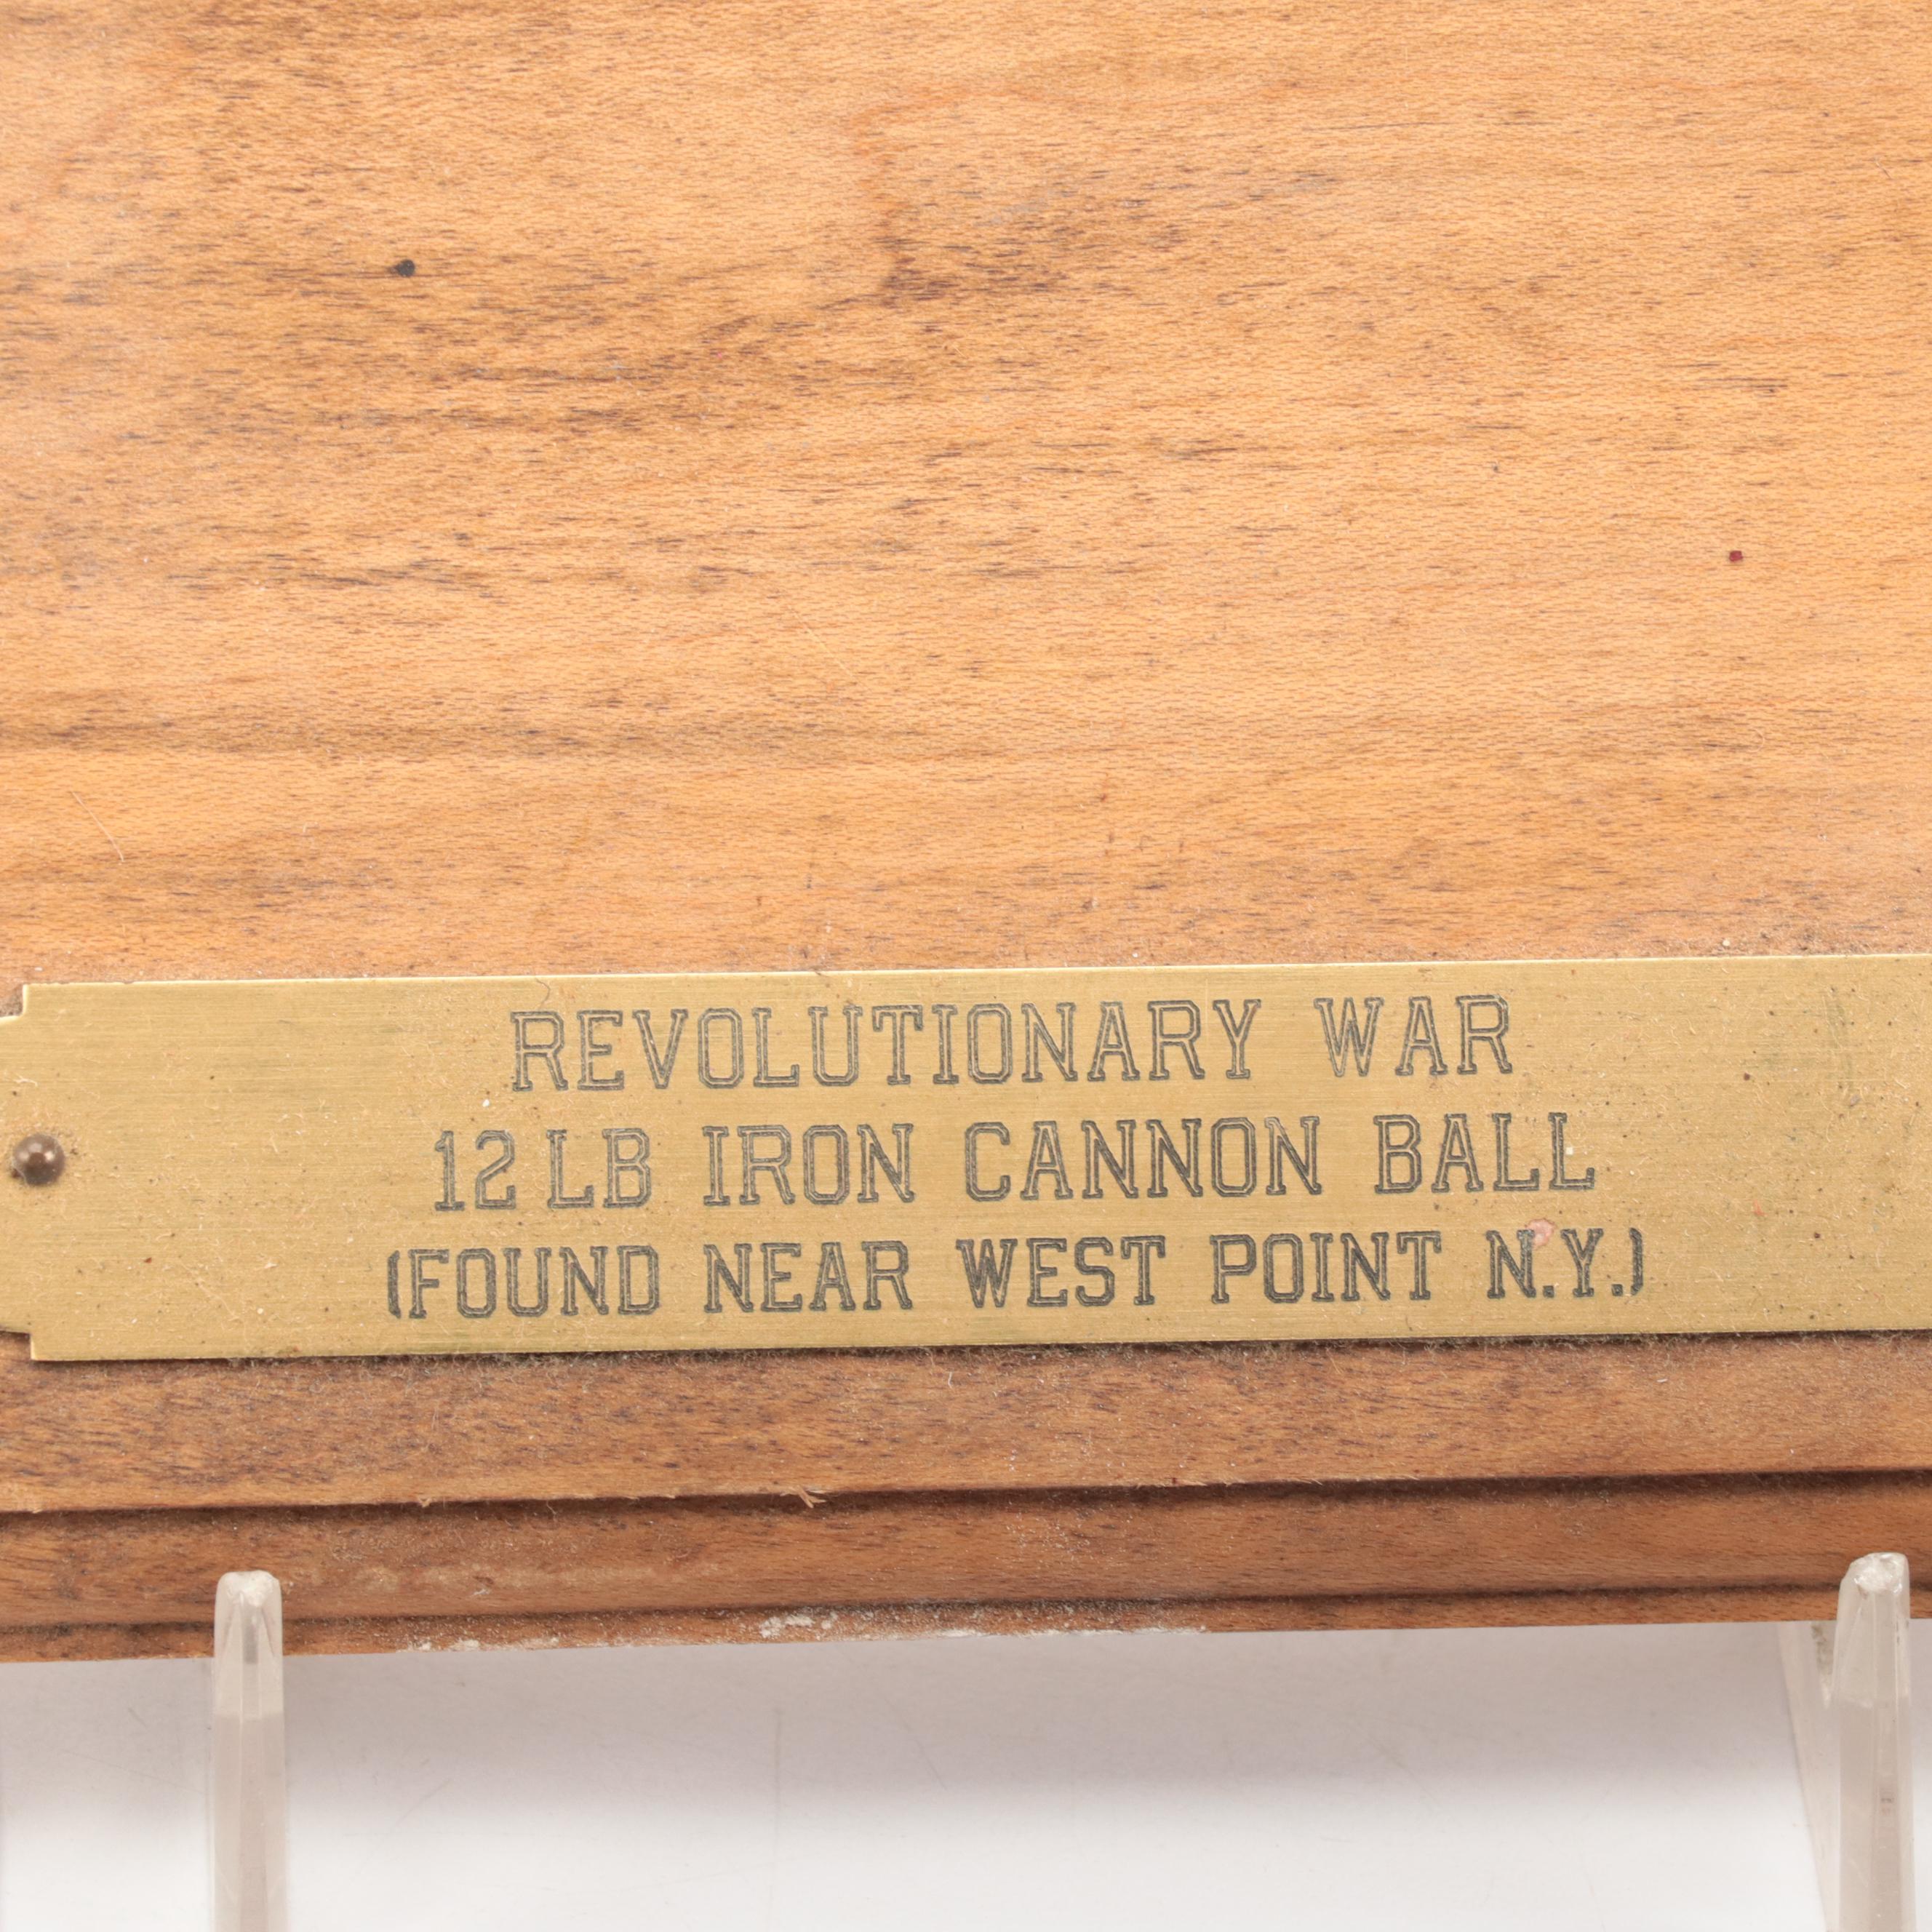 REVOLUTIONARY WAR
12 LB IRON CANNON BALL
(FOUND NEAR WEST POINT N.Y.)